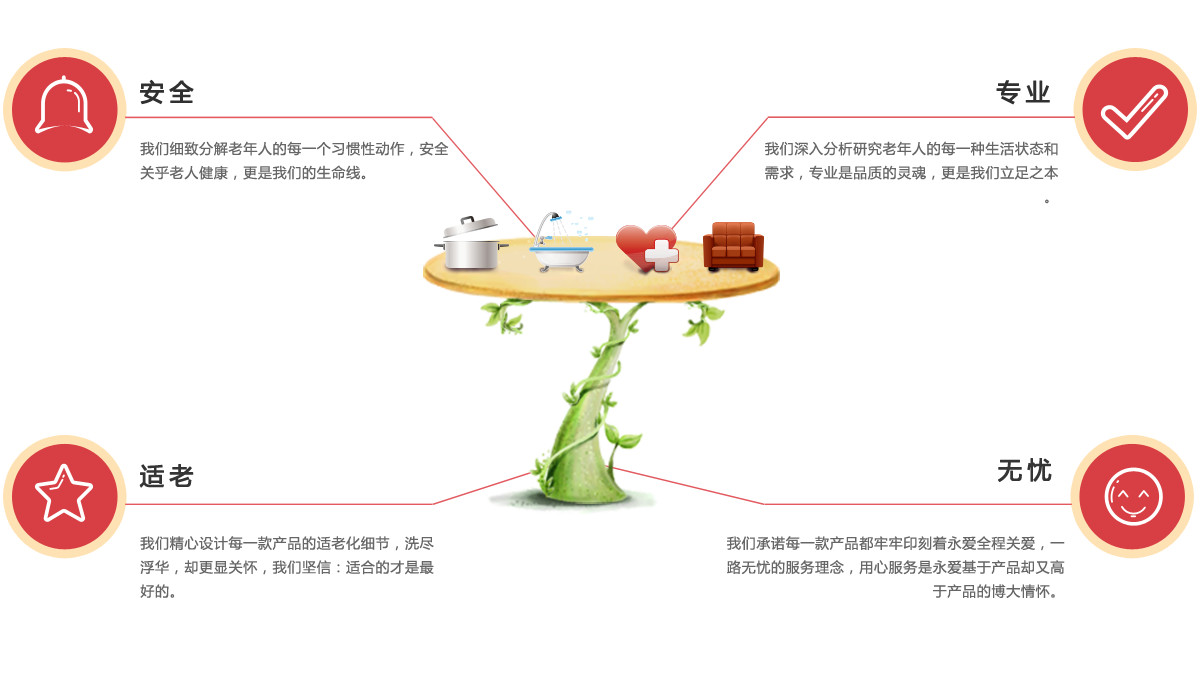 安全
我们细致分解老年人的每一个习惯性动作，安全
关乎老人健康，更是我们的生命线。
专业
我们深入分析研究老年人的每一种生活状态和
需求，专业是品质的灵魂，更是我们立足之本
。
适老
我们精心设计每一款产品的适老化细节，洗尽
浮华，却更显关怀，我们坚信：适合的才是最
好的。
无忧
我们承诺每一款产品都牢牢印刻着永爱全程关爱，一
路无忧的服务理念，用心服务是永爱基于产品却又高
于产品的博大情怀。